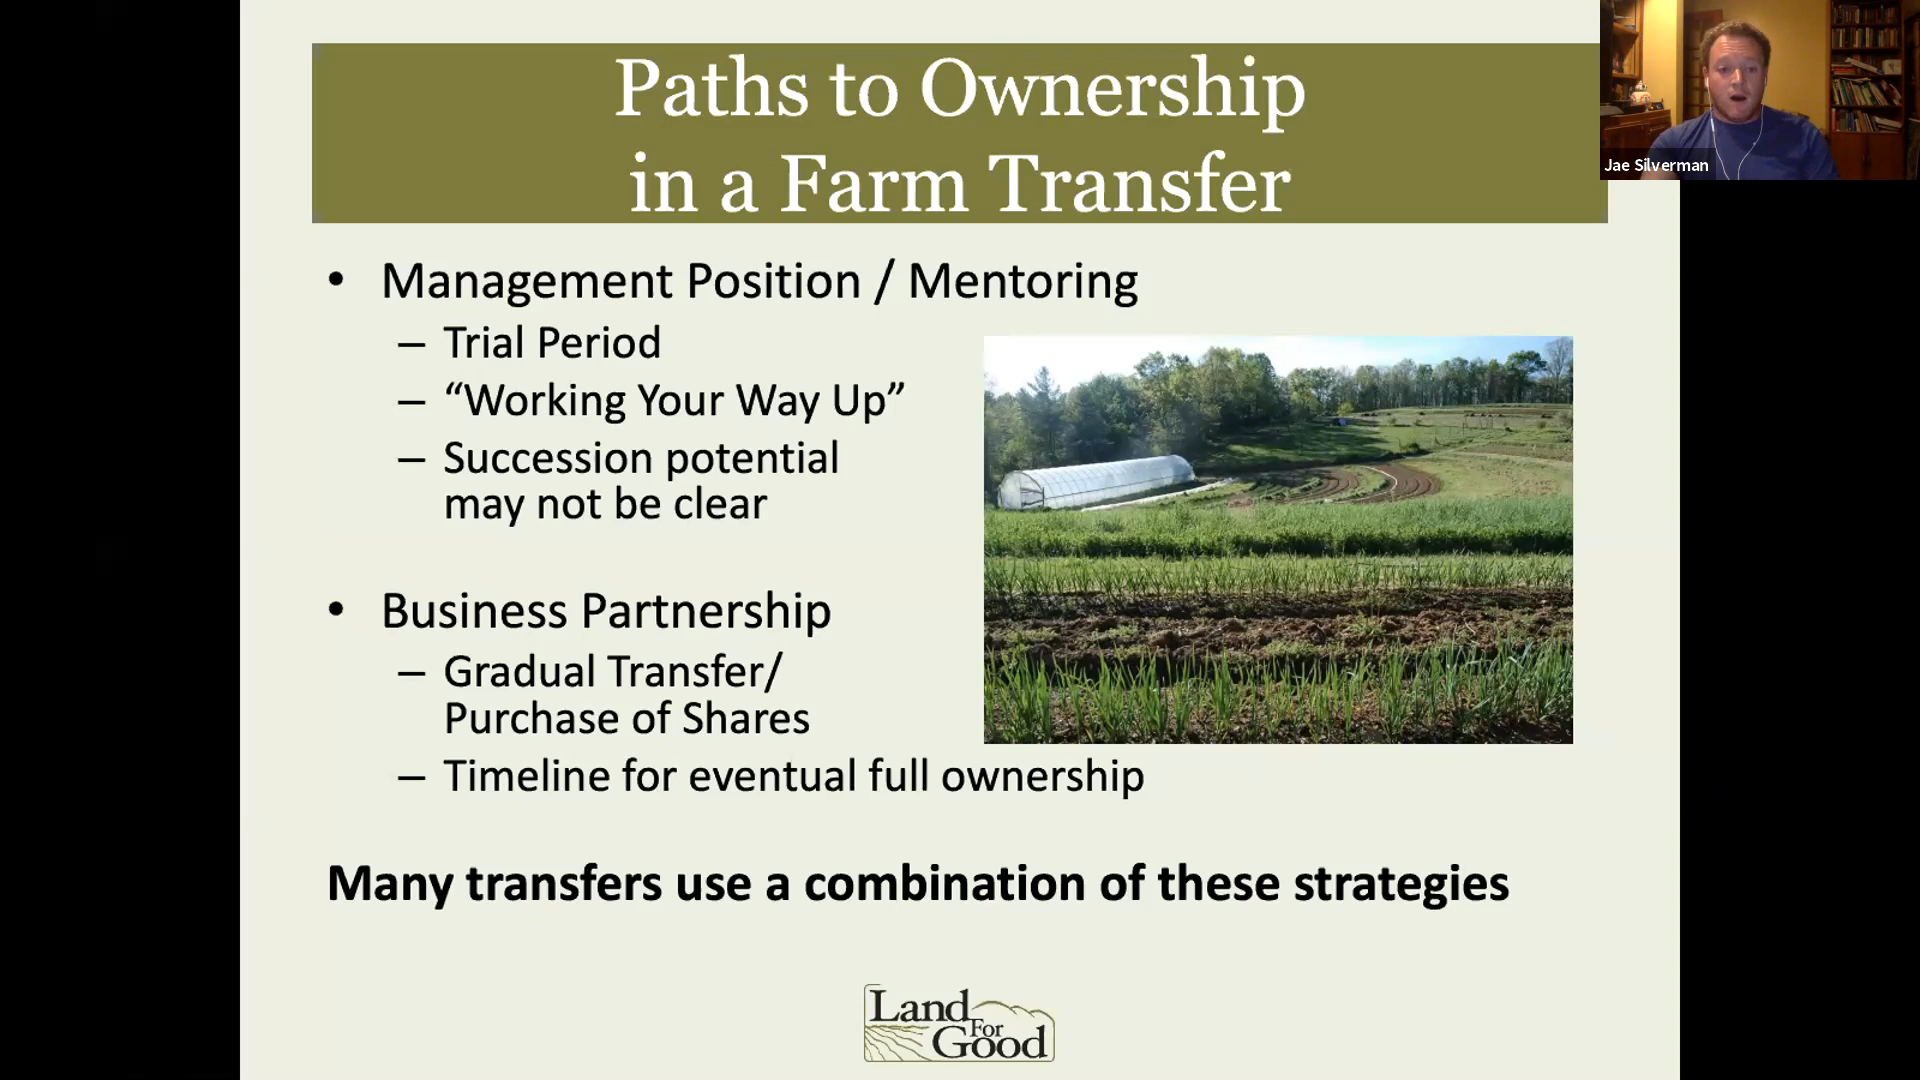 Paths to Ownership
in a Farm Transfer
Jae Silverman
• Management Position / Mentoring
– Trial Period
– “Working Your Way Up”
– Succession potential
may not be clear
• Business Partnership
– Gradual Transfer/
Purchase of Shares
– Timeline for eventual full ownership
Many transfers use a combination of these strategies
Land
For
Good